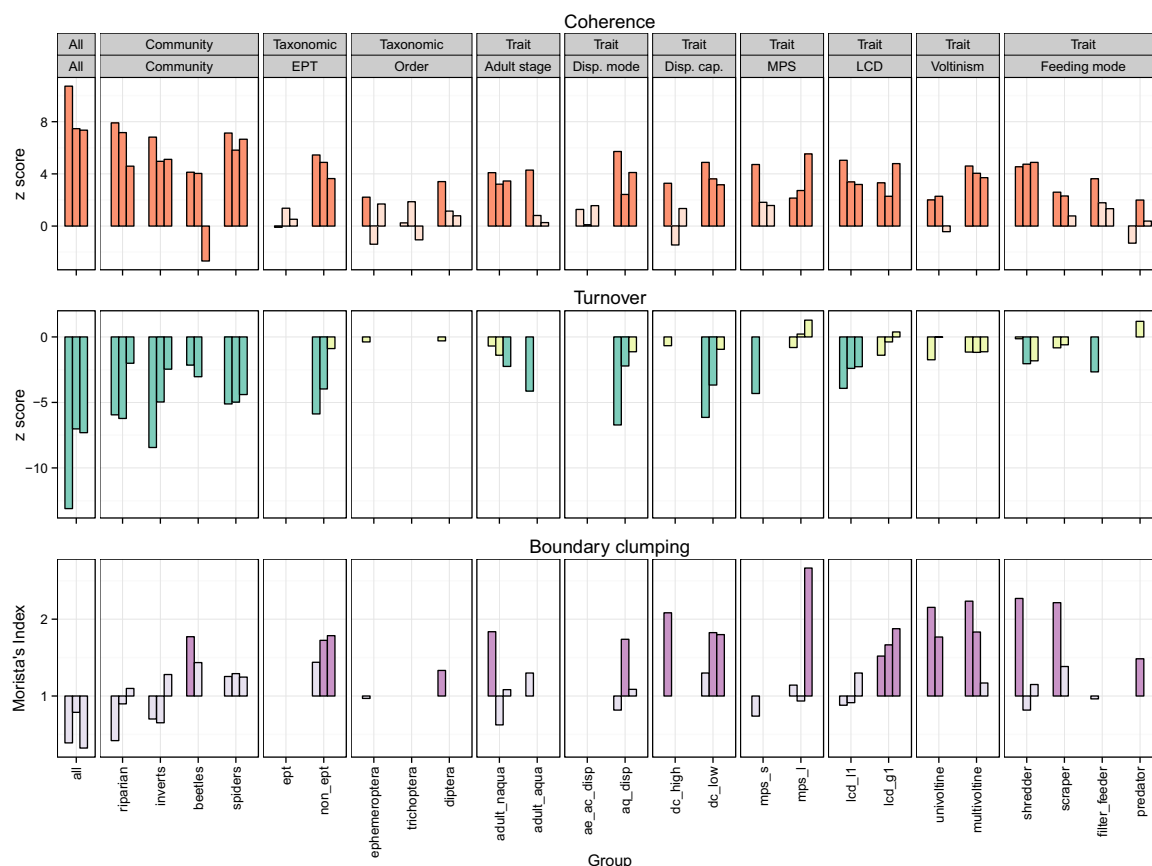 Coherence
All Community Taxonomic Taxonomic Trait Trait Trait Trait Trait Trait Trait
All Community EPT Order Adult stage Disp. mode Disp. cap. MPS LCD Voltinism Feeding mode
8
4
0
z score
Turnover
0
−5
−10
z score
Boundary clumping
2
1
Morista's Index
all riparian inverts beetles spiders ept non_ept ephemeroptera trichoptera diptera adult_naqua adult_aqua ae_ac_disp aq_disp dc_high dc_low mps_s mps_l lcd_l1 lcd_g1 univoltine multivoltine shredder scraper filter_feeder predator
Group